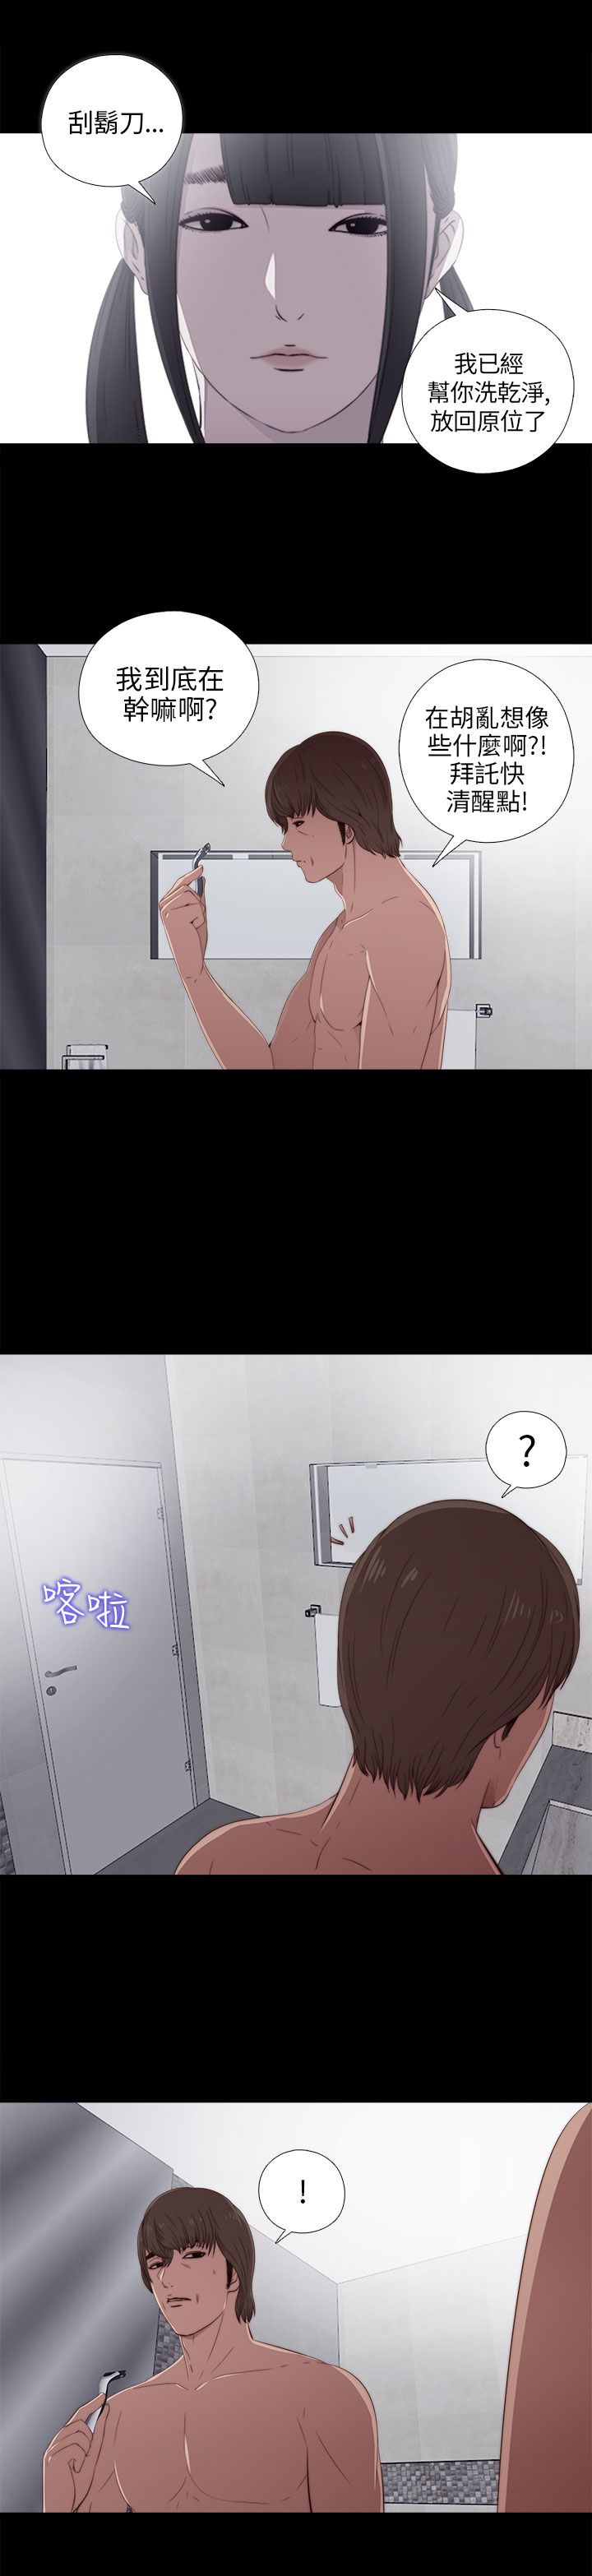 刮鬍刀...
我已經
幫你洗乾淨,
放回原位了
我到底在
幹嘛啊?
在胡亂想像
些什麼啊?!
拜託快
清醒點!
?
喀啦
!